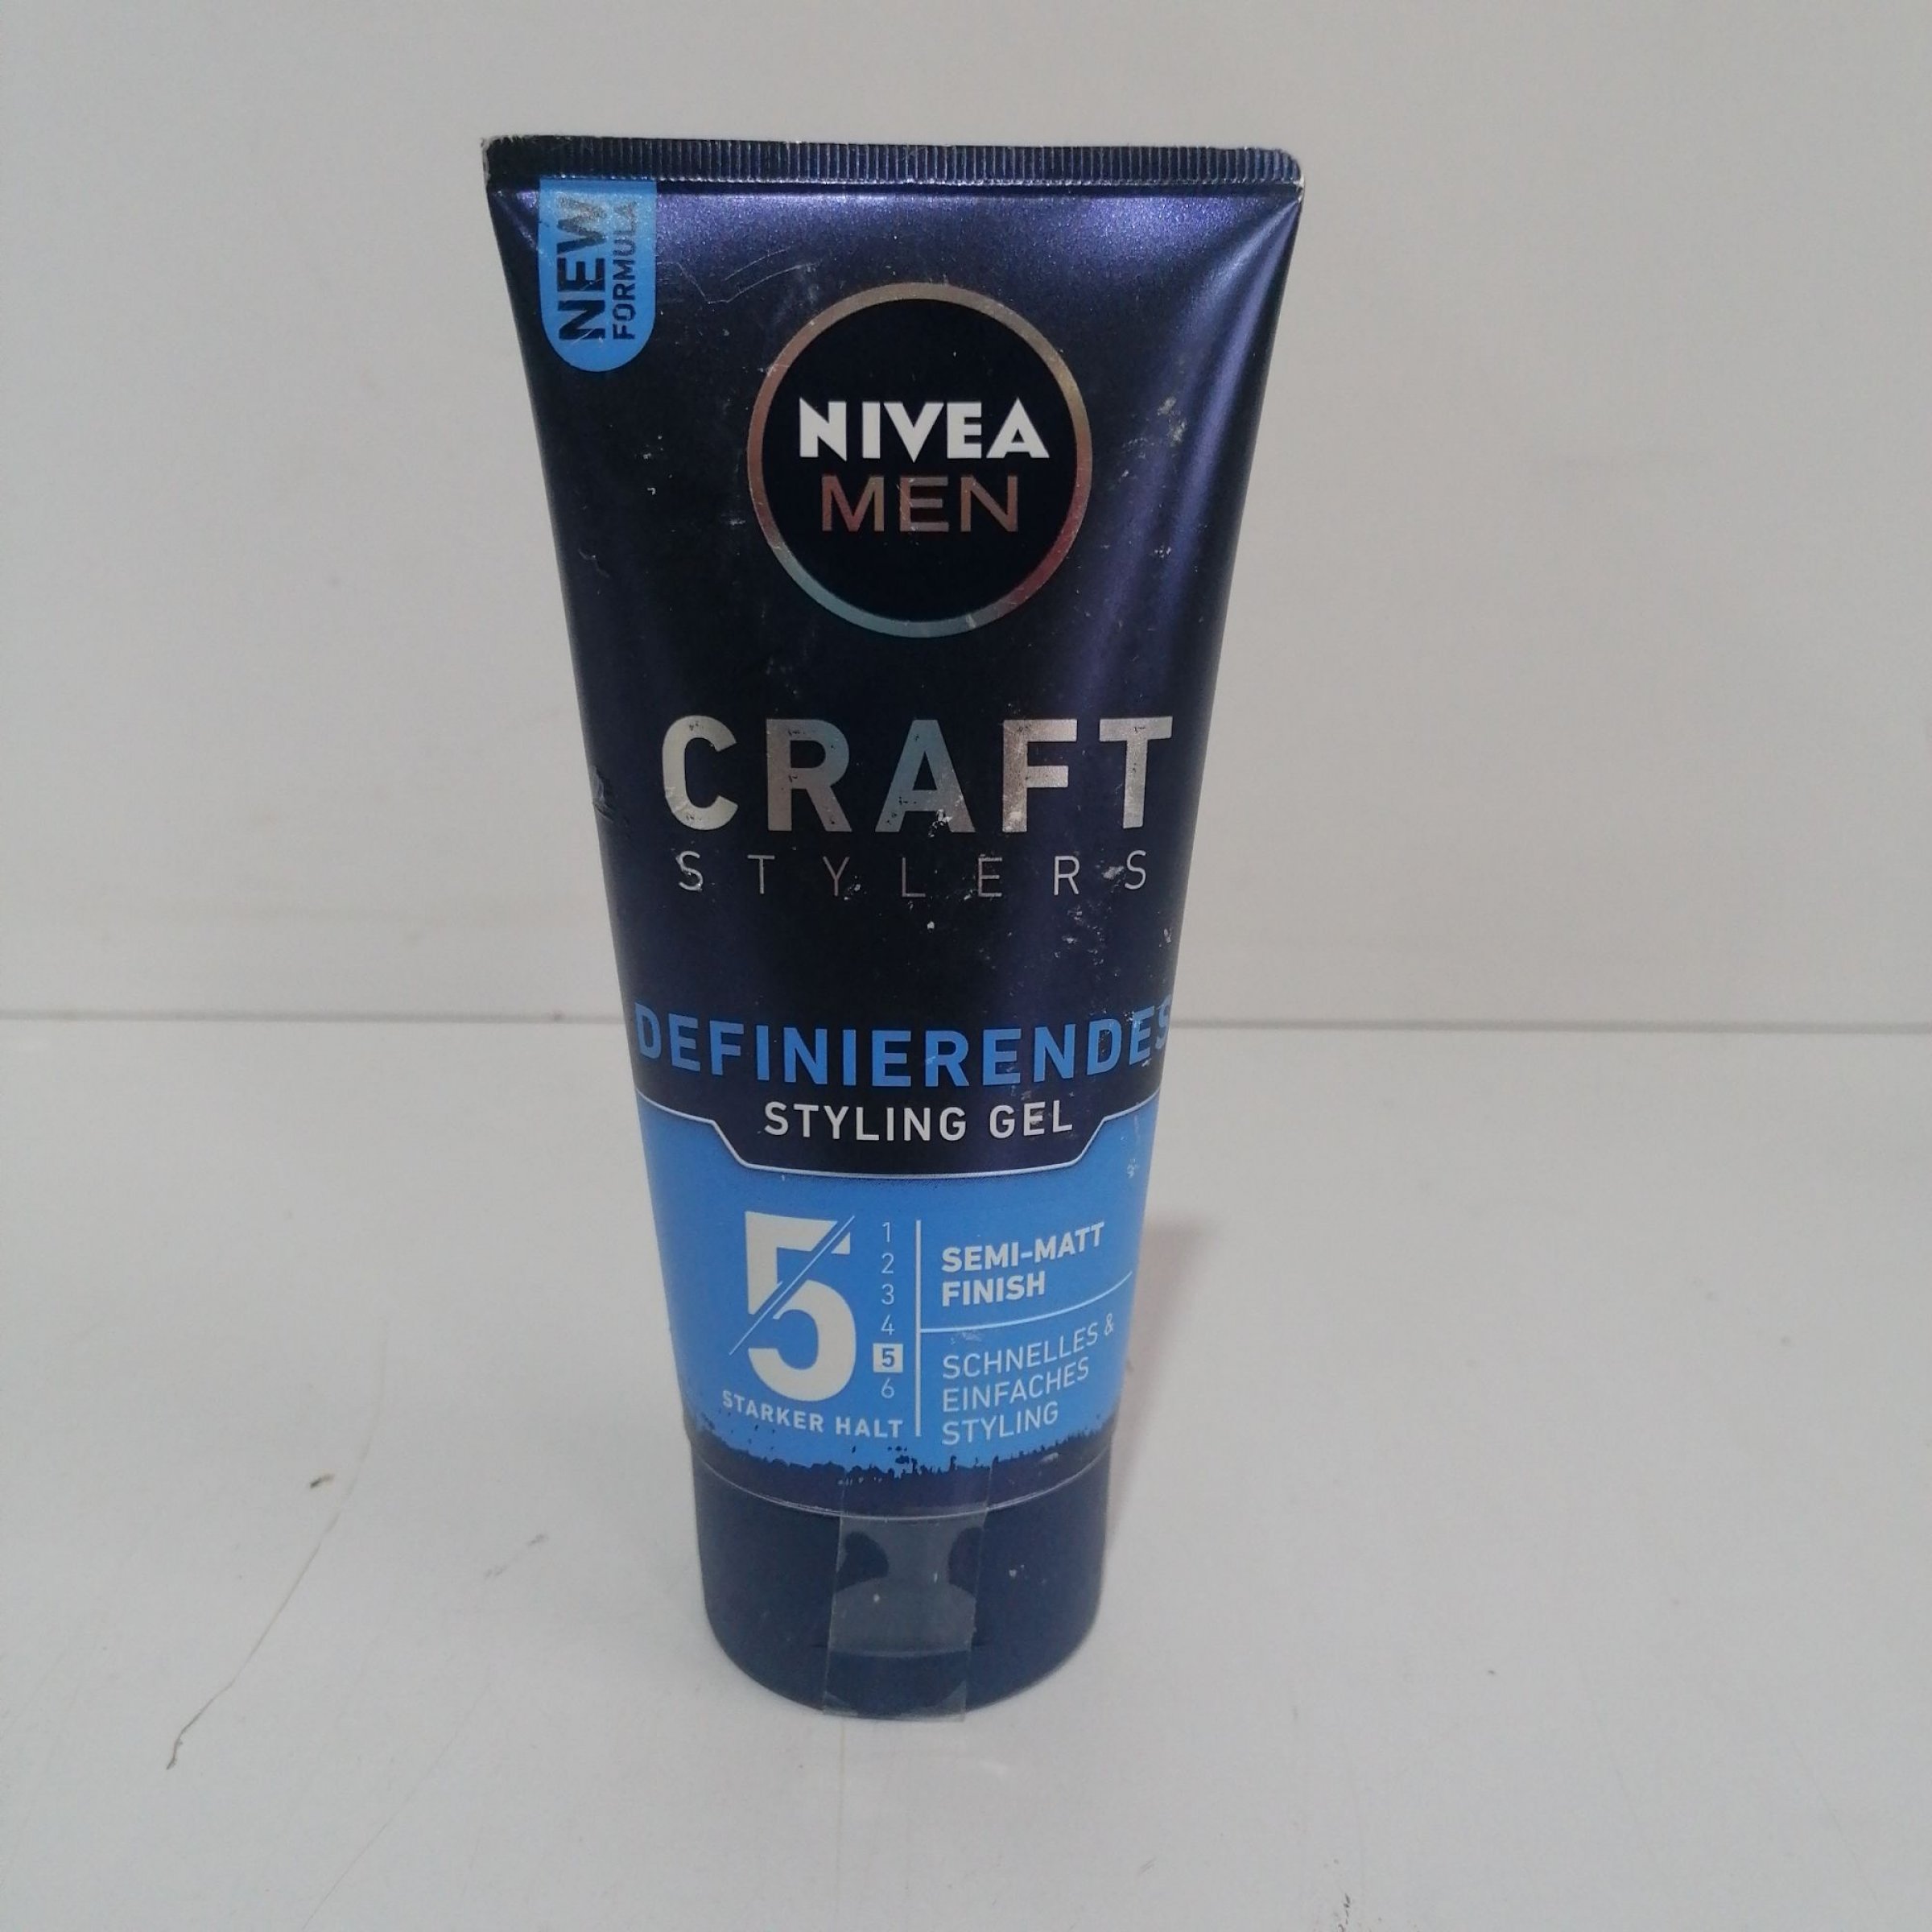 NEW
FORMULA
NIVEA
MEN
CRAFT
STYLERS
DEFINIERENDES
STYLING GEL
5
1
2
3
4
5
6
STARKER HALT
SEMI-MATT
FINISH
SCHNELLES &
EINFACHES
STYLING